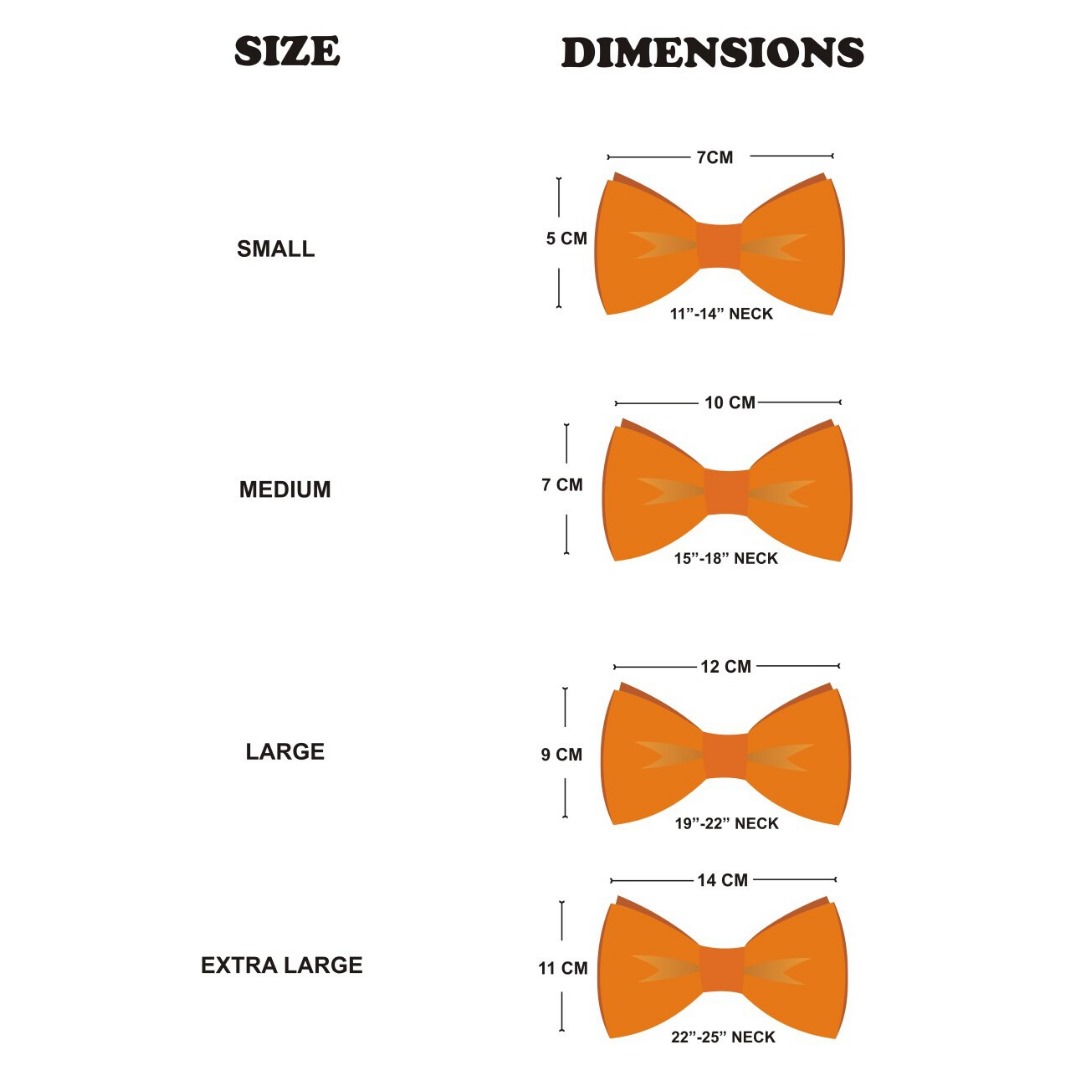 SIZE
DIMENSIONS
7CM
5 CM
SMALL
11”-14” NECK
10 CM
7 CM
MEDIUM
15”-18” NECK
12 CM
9 CM
LARGE
19”-22” NECK
14 CM
11 CM
EXTRA LARGE
22”-25” NECK